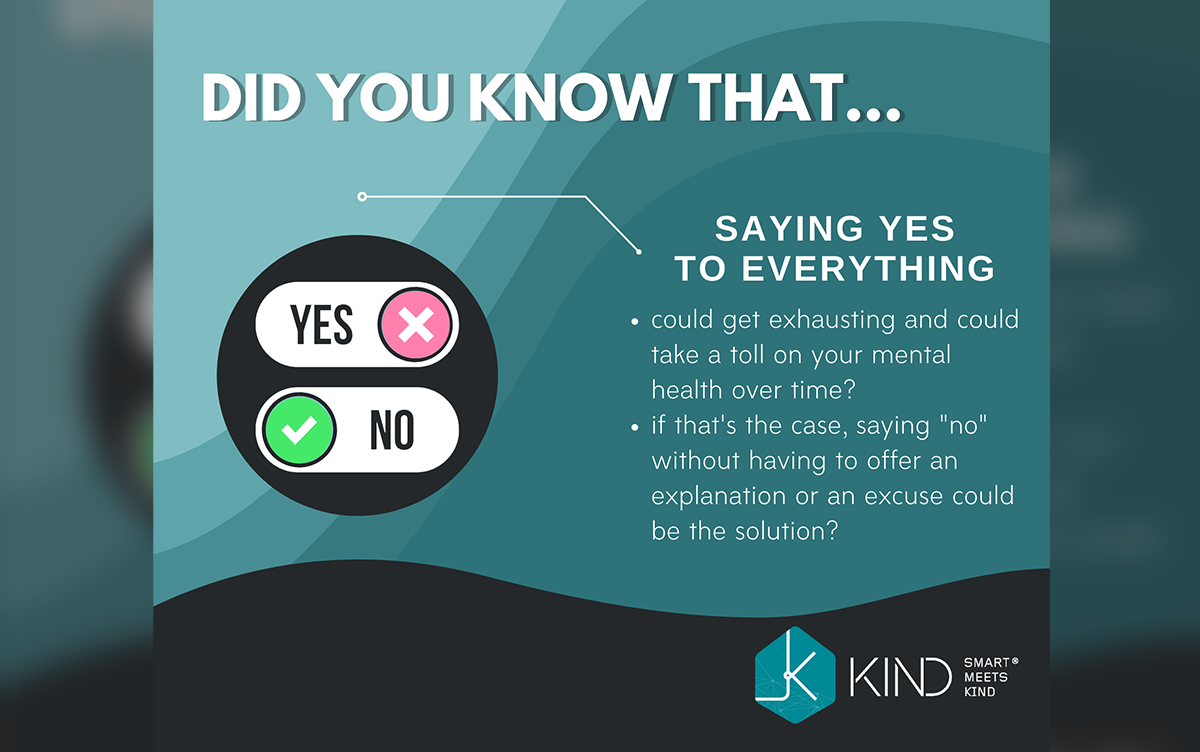 DID YOU KNOW THAT...
SAYING YES
TO EVERYTHING
YES
NO
• could get exhausting and could
take a toll on your mental
health over time?
• if that's the case, saying "no"
without having to offer an
explanation or an excuse could
be the solution?
K
KIND
SMART®
MEETS
KIND